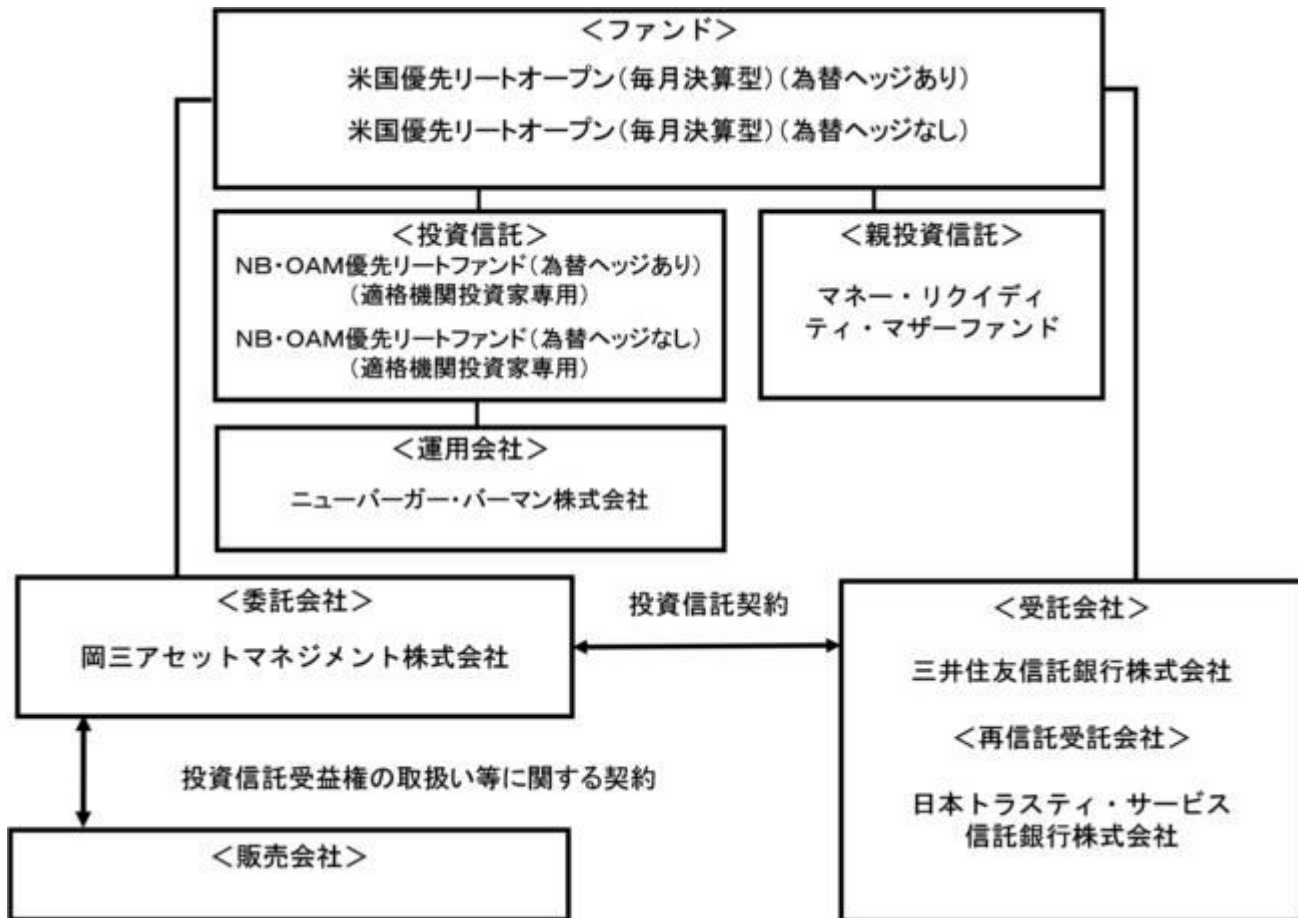 ＜ファンド＞
米国優先リートオープン（毎月決算型）（為替ヘッジあり）
米国優先リートオープン（毎月決算型）（為替ヘッジなし）
＜投資信託＞
NB・OAM優先リートファンド（為替ヘッジあり）
（適格機関投資家専用）
NB・OAM優先リートファンド（為替ヘッジなし）
（適格機関投資家専用）
＜親投資信託＞
マネー・リクイディ
ティ・マザーファンド
＜運用会社＞
ニューバーガー・バーマン株式会社
＜委託会社＞
岡三アセットマネジメント株式会社
投資信託契約
＜受託会社＞
三井住友信託銀行株式会社
＜再信託受託会社＞
日本トラスティ・サービス
信託銀行株式会社
投資信託受益権の取扱い等に関する契約
＜販売会社＞